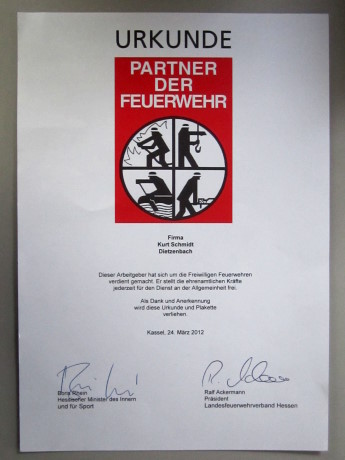 URKUNDE
PARTNER
DER
FEUERWEHR
Firma
Kurt Schmidt
Dietzenbach
Dieser Arbeitgeber hat sich um die Freiwilligen Feuerwehren
verdient gemacht. Er stellt die ehrenamtlichen Kräfte
jederzeit für den Dienst an der Allgemeinheit frei.
Als Dank und Anerkennung
wird diese Urkunde und Plakette
verliehen.
Kassel, 24. März 2012
Boris Rhein
Hessischer Minister des Innern
und für Sport
Ralf Ackermann
Präsident
Landesfeuerwehrverband Hessen